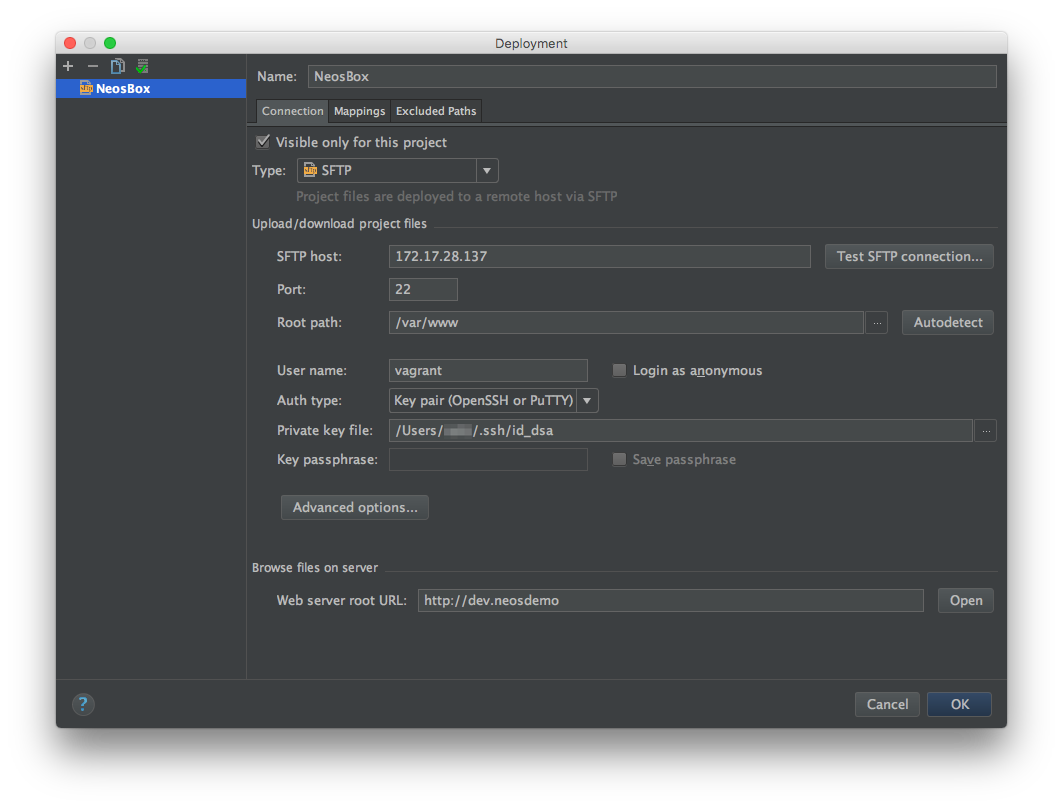 Deployment
NeosBox
Name: NeosBox
Connection Mappings Excluded Paths
Visible only for this project
Type: SFTP
Project files are deployed to a remote host via SFTP
Upload/download project files
SFTP host: 172.17.28.137 Test SFTP connection...
Port: 22
Root path: /var/www ... Autodetect
User name: vagrant Login as anonymous
Auth type: Key pair (OpenSSH or PuTTY)
Private key file: /Users/ /.ssh/id_dsa ...
Key passphrase: Save passphrase
Advanced options...
Browse files on server
Web server root URL: http://dev.neosdemo Open
? Cancel OK